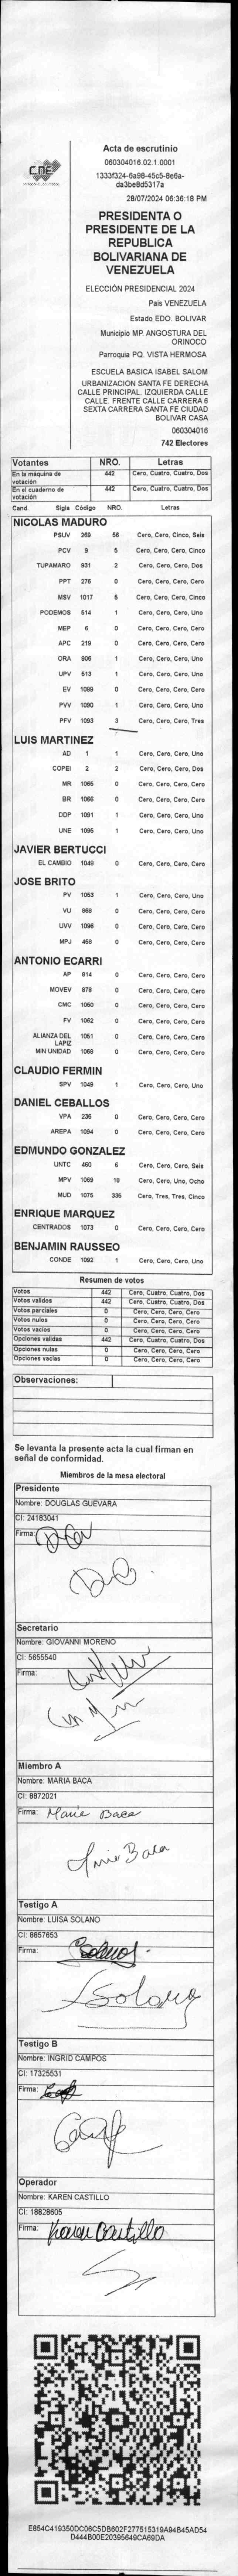 CNE
Acta de escrutinio
060304016.02.1.0001
1333f324-6a98-45c5-8e6a-
da3be8d5317a
28/07/2024 06:36:18 PM
PRESIDENTA O
PRESIDENTE DE LA
REPUBLICA
BOLIVARIANA DE
VENEZUELA
ELECCIÓN PRESIDENCIAL 2024
Pais VENEZUELA
Estado EDO. BOLIVAR
Municipio MP. ANGOSTURA DEL
ORINOCO
Parroquia PQ. VISTA HERMOSA
ESCUELA BASICA ISABEL SALOM
URBANIZACION SANTA FE DERECHA
CALLE PRINCIPAL. IZQUIERDA CALLE
CALLE. FRENTE CALLE CARRERA 6
SEXTA CARRERA SANTA FE CIUDAD
BOLIVAR CASA
060304016
742 Electores
Votantes NRO. Letras
En la máquina de votación 442 Cero, Cuatro, Cuatro, Dos
En el cuaderno de votación 442 Cero, Cuatro, Cuatro, Dos
Cand. Sigla Código NRO. Letras
NICOLAS MADURO
PSUV 269 56 Cero, Cero, Cinco, Seis
PCV 9 5 Cero, Cero, Cero, Cinco
TUPAMARO 931 2 Cero, Cero, Cero, Dos
PPT 276 0 Cero, Cero, Cero, Cero
MSV 1017 5 Cero, Cero, Cero, Cinco
PODEMOS 514 1 Cero, Cero, Cero, Uno
MEP 6 0 Cero, Cero, Cero, Cero
APC 219 0 Cero, Cero, Cero, Cero
ORA 906 1 Cero, Cero, Cero, Uno
UPV 513 1 Cero, Cero, Cero, Uno
EV 1089 0 Cero, Cero, Cero, Cero
PVV 1090 1 Cero, Cero, Cero, Uno
PFV 1093 3 Cero, Cero, Cero, Tres
LUIS MARTINEZ
AD 1 1 Cero, Cero, Cero, Uno
COPEI 2 2 Cero, Cero, Cero, Dos
MR 1065 0 Cero, Cero, Cero, Cero
BR 1066 0 Cero, Cero, Cero, Cero
DDP 1091 1 Cero, Cero, Cero, Uno
UNE 1095 1 Cero, Cero, Cero, Uno
JAVIER BERTUCCI
EL CAMBIO 1048 0 Cero, Cero, Cero, Cero
JOSE BRITO
PV 1053 1 Cero, Cero, Cero, Uno
VU 868 0 Cero, Cero, Cero, Cero
UVV 1096 0 Cero, Cero, Cero, Cero
MPJ 458 0 Cero, Cero, Cero, Cero
ANTONIO ECARRI
AP 814 0 Cero, Cero, Cero, Cero
MOVEV 878 0 Cero, Cero, Cero, Cero
CMC 1050 0 Cero, Cero, Cero, Cero
FV 1062 0 Cero, Cero, Cero, Cero
ALIANZA DEL LAPIZ 1051 0 Cero, Cero, Cero, Cero
MIN UNIDAD 1068 0 Cero, Cero, Cero, Cero
CLAUDIO FERMIN
SPV 1049 1 Cero, Cero, Cero, Uno
DANIEL CEBALLOS
VPA 236 0 Cero, Cero, Cero, Cero
AREPA 1094 0 Cero, Cero, Cero, Cero
EDMUNDO GONZALEZ
UNTC 460 6 Cero, Cero, Cero, Seis
MPV 1069 18 Cero, Cero, Uno, Ocho
MUD 1075 335 Cero, Tres, Tres, Cinco
ENRIQUE MARQUEZ
CENTRADOS 1073 0 Cero, Cero, Cero, Cero
BENJAMIN RAUSSEO
CONDE 1092 1 Cero, Cero, Cero, Uno
Resumen de votos
Votos 442 Cero, Cuatro, Cuatro, Dos
Votos validos 442 Cero, Cuatro, Cuatro, Dos
Votos parciales 0 Cero, Cero, Cero, Cero
Votos nulos 0 Cero, Cero, Cero, Cero
Votos vacios 0 Cero, Cero, Cero, Cero
Opciones validas 442 Cero, Cuatro, Cuatro, Dos
Opciones nulas 0 Cero, Cero, Cero, Cero
Opciones vacias 0 Cero, Cero, Cero, Cero
Observaciones:
Se levanta la presente acta la cual firman en
señal de conformidad.
Miembros de la mesa electoral
Presidente
Nombre: DOUGLAS GUEVARA
CI: 24183041
Firma:
Secretario
Nombre: GIOVANNI MORENO
CI: 5655540
Firma:
Miembro A
Nombre: MARIA BACA
CI: 8872021
Firma: Marie Baca
Baca
Testigo A
Nombre: LUISA SOLANO
CI: 8857653
Firma: Solano
Solano
Testigo B
Nombre: INGRID CAMPOS
CI: 17325531
Firma:
Operador
Nombre: KAREN CASTILLO
CI: 18828605
Firma: Karen Castillo
E854C419350DC06C5DB602F277515319A94B45AD54
D444B00E20395649CA69DA